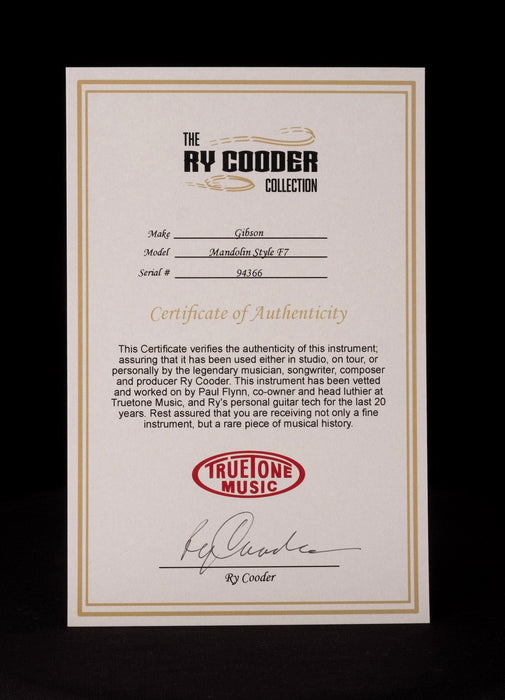 THE
RY COODER
COLLECTION
Make Gibson
Model Mandolin Style F7
Serial # 94366
Certificate of Authenticity
This Certificate verifies the authenticity of this instrument;
assuring that it has been used either in studio, on tour, or
personally by the legendary musician, songwriter, composer
and producer Ry Cooder. This instrument has been vetted
and worked on by Paul Flynn, co-owner and head luthier at
Truetone Music, and Ry's personal guitar tech for the last 20
years. Rest assured that you are receiving not only a fine
instrument, but a rare piece of musical history.
TRUETONE
MUSIC
Ry Cooder
Ry Cooder